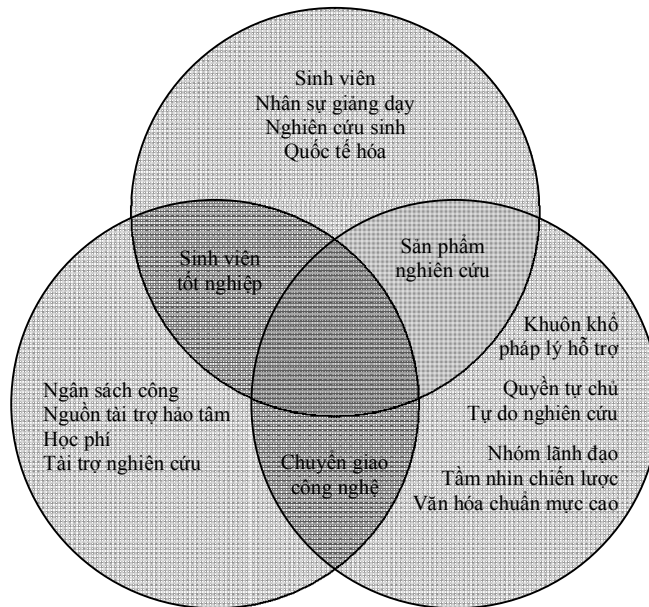 Sinh viên
Nhân sự giảng dạy
Nghiên cứu sinh
Quốc tế hóa
Sinh viên
tốt nghiệp
Sản phẩm
nghiên cứu
Khuôn khổ
pháp lý hỗ trợ
Quyền tự chủ
Tự do nghiên cứu
Nhóm lãnh đạo
Tầm nhìn chiến lược
Văn hóa chuẩn mực cao
Ngân sách công
Nguồn tài trợ hảo tâm
Học phí
Tài trợ nghiên cứu
Chuyển giao
công nghệ